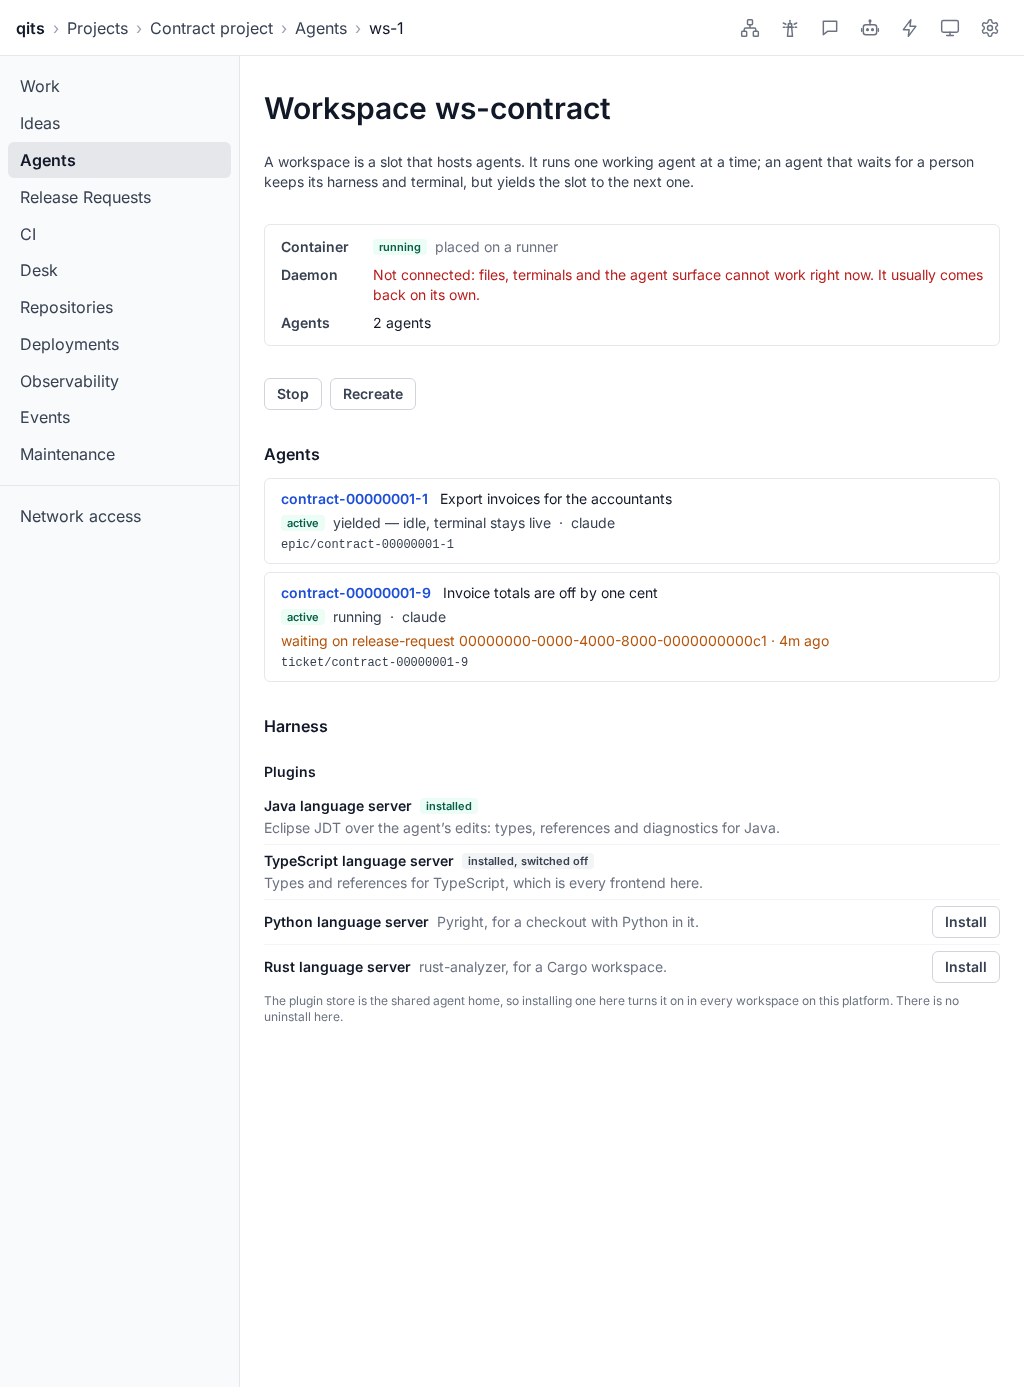 qits › Projects › Contract project › Agents › ws-1
Work
Ideas
Agents
Release Requests
CI
Desk
Repositories
Deployments
Observability
Events
Maintenance
Network access
Workspace ws-contract
A workspace is a slot that hosts agents. It runs one working agent at a time; an agent that waits for a person
keeps its harness and terminal, but yields the slot to the next one.
Container running placed on a runner
Daemon Not connected: files, terminals and the agent surface cannot work right now. It usually comes
back on its own.
Agents 2 agents
Stop Recreate
Agents
contract-00000001-1 Export invoices for the accountants
active yielded — idle, terminal stays live · claude
epic/contract-00000001-1
contract-00000001-9 Invoice totals are off by one cent
active running · claude
waiting on release-request 00000000-0000-4000-8000-0000000000c1 · 4m ago
ticket/contract-00000001-9
Harness
Plugins
Java language server installed
Eclipse JDT over the agent’s edits: types, references and diagnostics for Java.
TypeScript language server installed, switched off
Types and references for TypeScript, which is every frontend here.
Python language server Pyright, for a checkout with Python in it. Install
Rust language server rust-analyzer, for a Cargo workspace. Install
The plugin store is the shared agent home, so installing one here turns it on in every workspace on this platform. There is no
uninstall here.